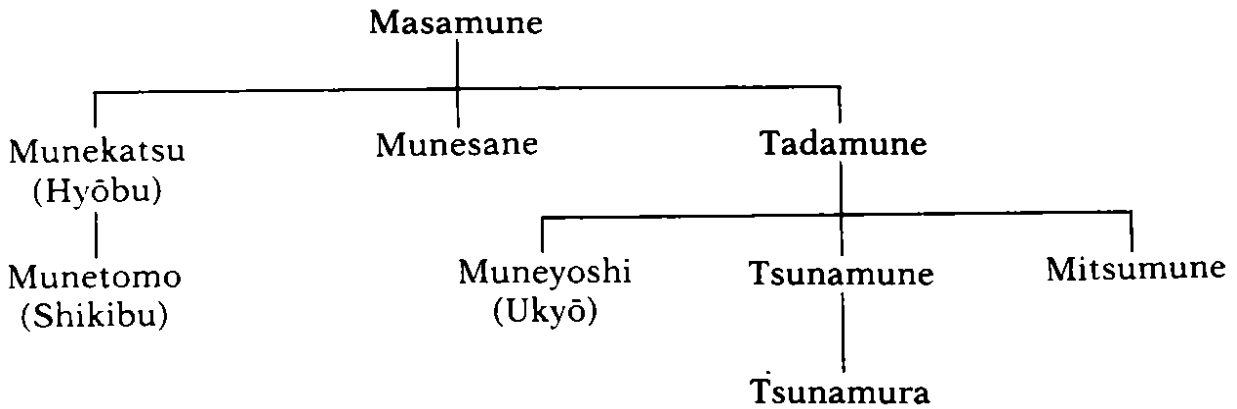 Masamune
Munekatsu
(Hyōbu)
Munesane
Tadamune
Munetomo
(Shikibu)
Muneyoshi
(Ukyō)
Tsunamune
Mitsumune
Tsunamura